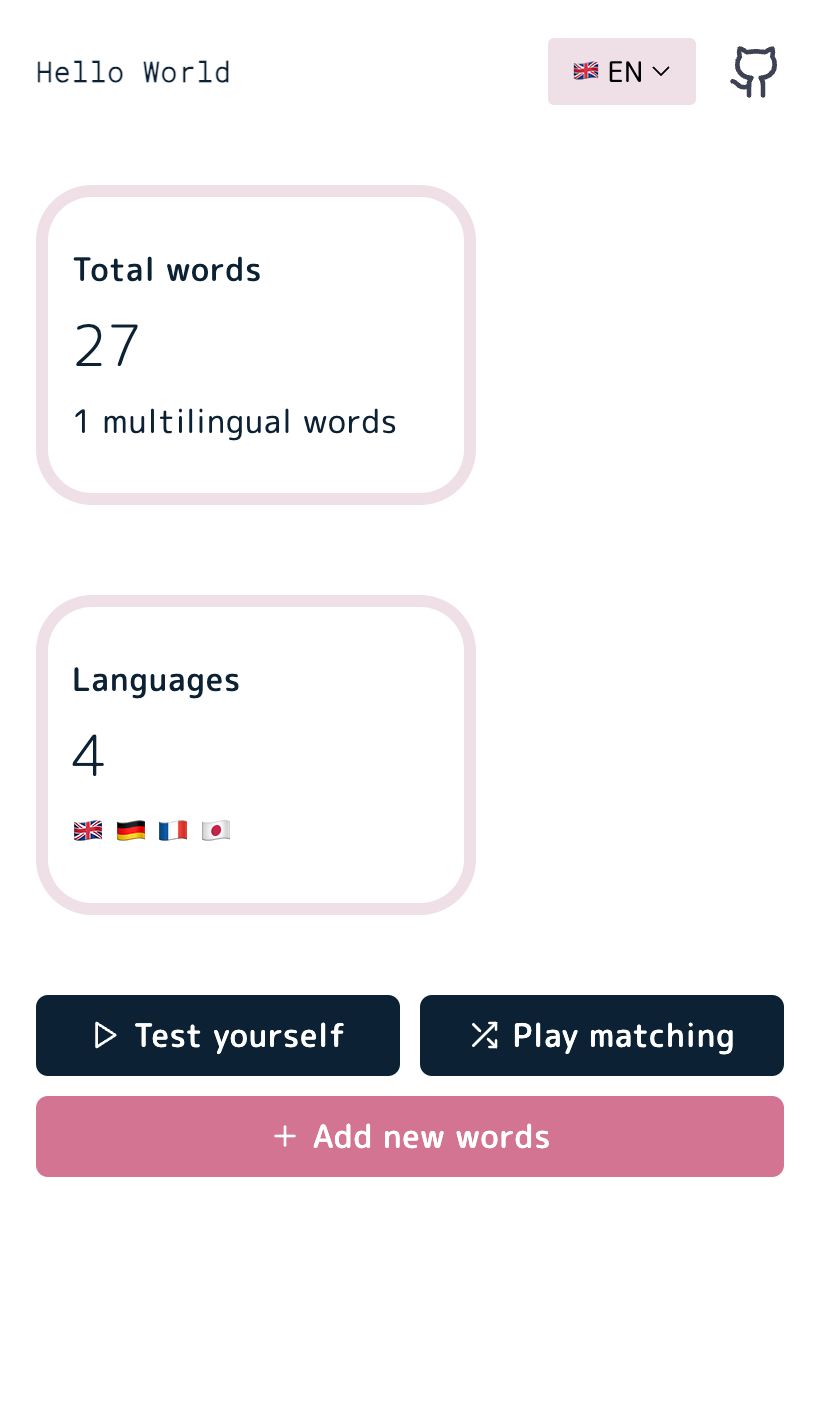 Hello World
🇬🇧 EN
Total words
27
1 multilingual words
Languages
4
🇬🇧 🇩🇪 🇫🇷 🇯🇵
Test yourself
Play matching
+ Add new words